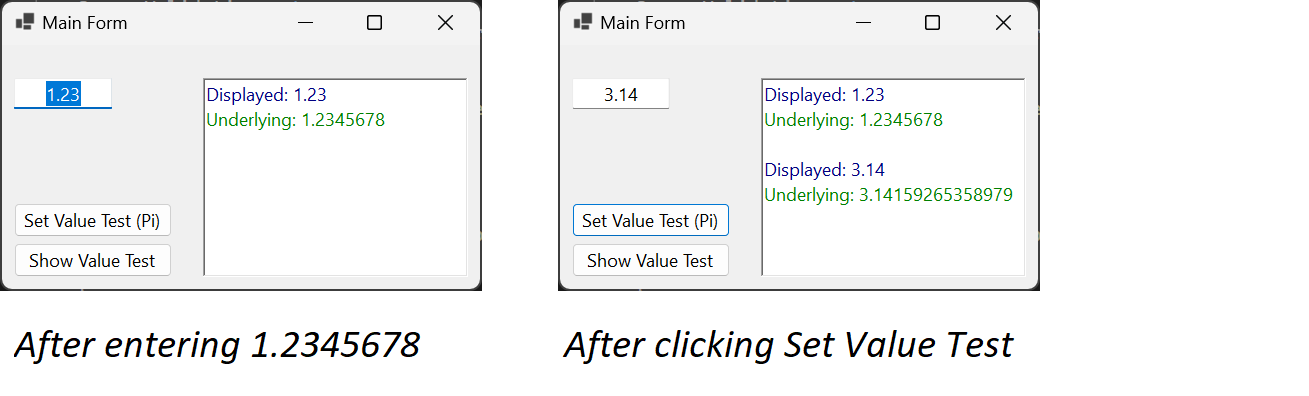 Main Form
1.23
Displayed: 1.23
Underlying: 1.2345678
Set Value Test (Pi)
Show Value Test
After entering 1.2345678
Main Form
3.14
Displayed: 1.23
Underlying: 1.2345678
Displayed: 3.14
Underlying: 3.14159265358979
Set Value Test (Pi)
Show Value Test
After clicking Set Value Test